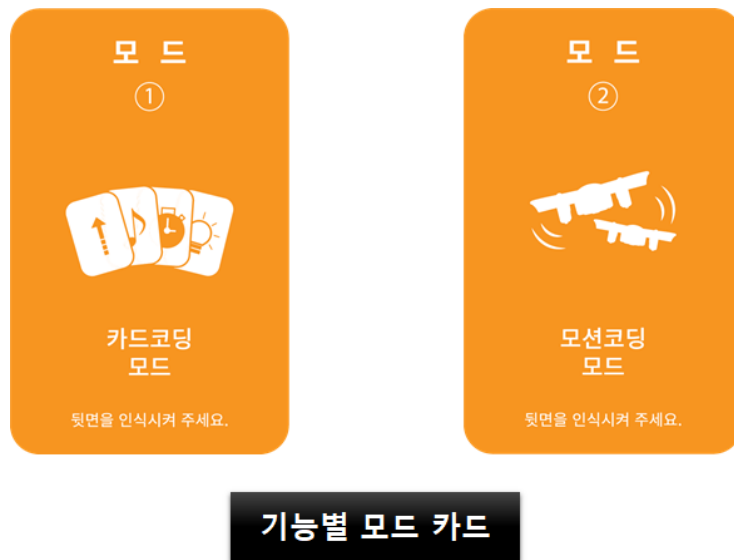 모 드
①
카드코딩
모드
뒷면을 인식시켜 주세요.
모 드
②
모션코딩
모드
뒷면을 인식시켜 주세요.
기능별 모드 카드